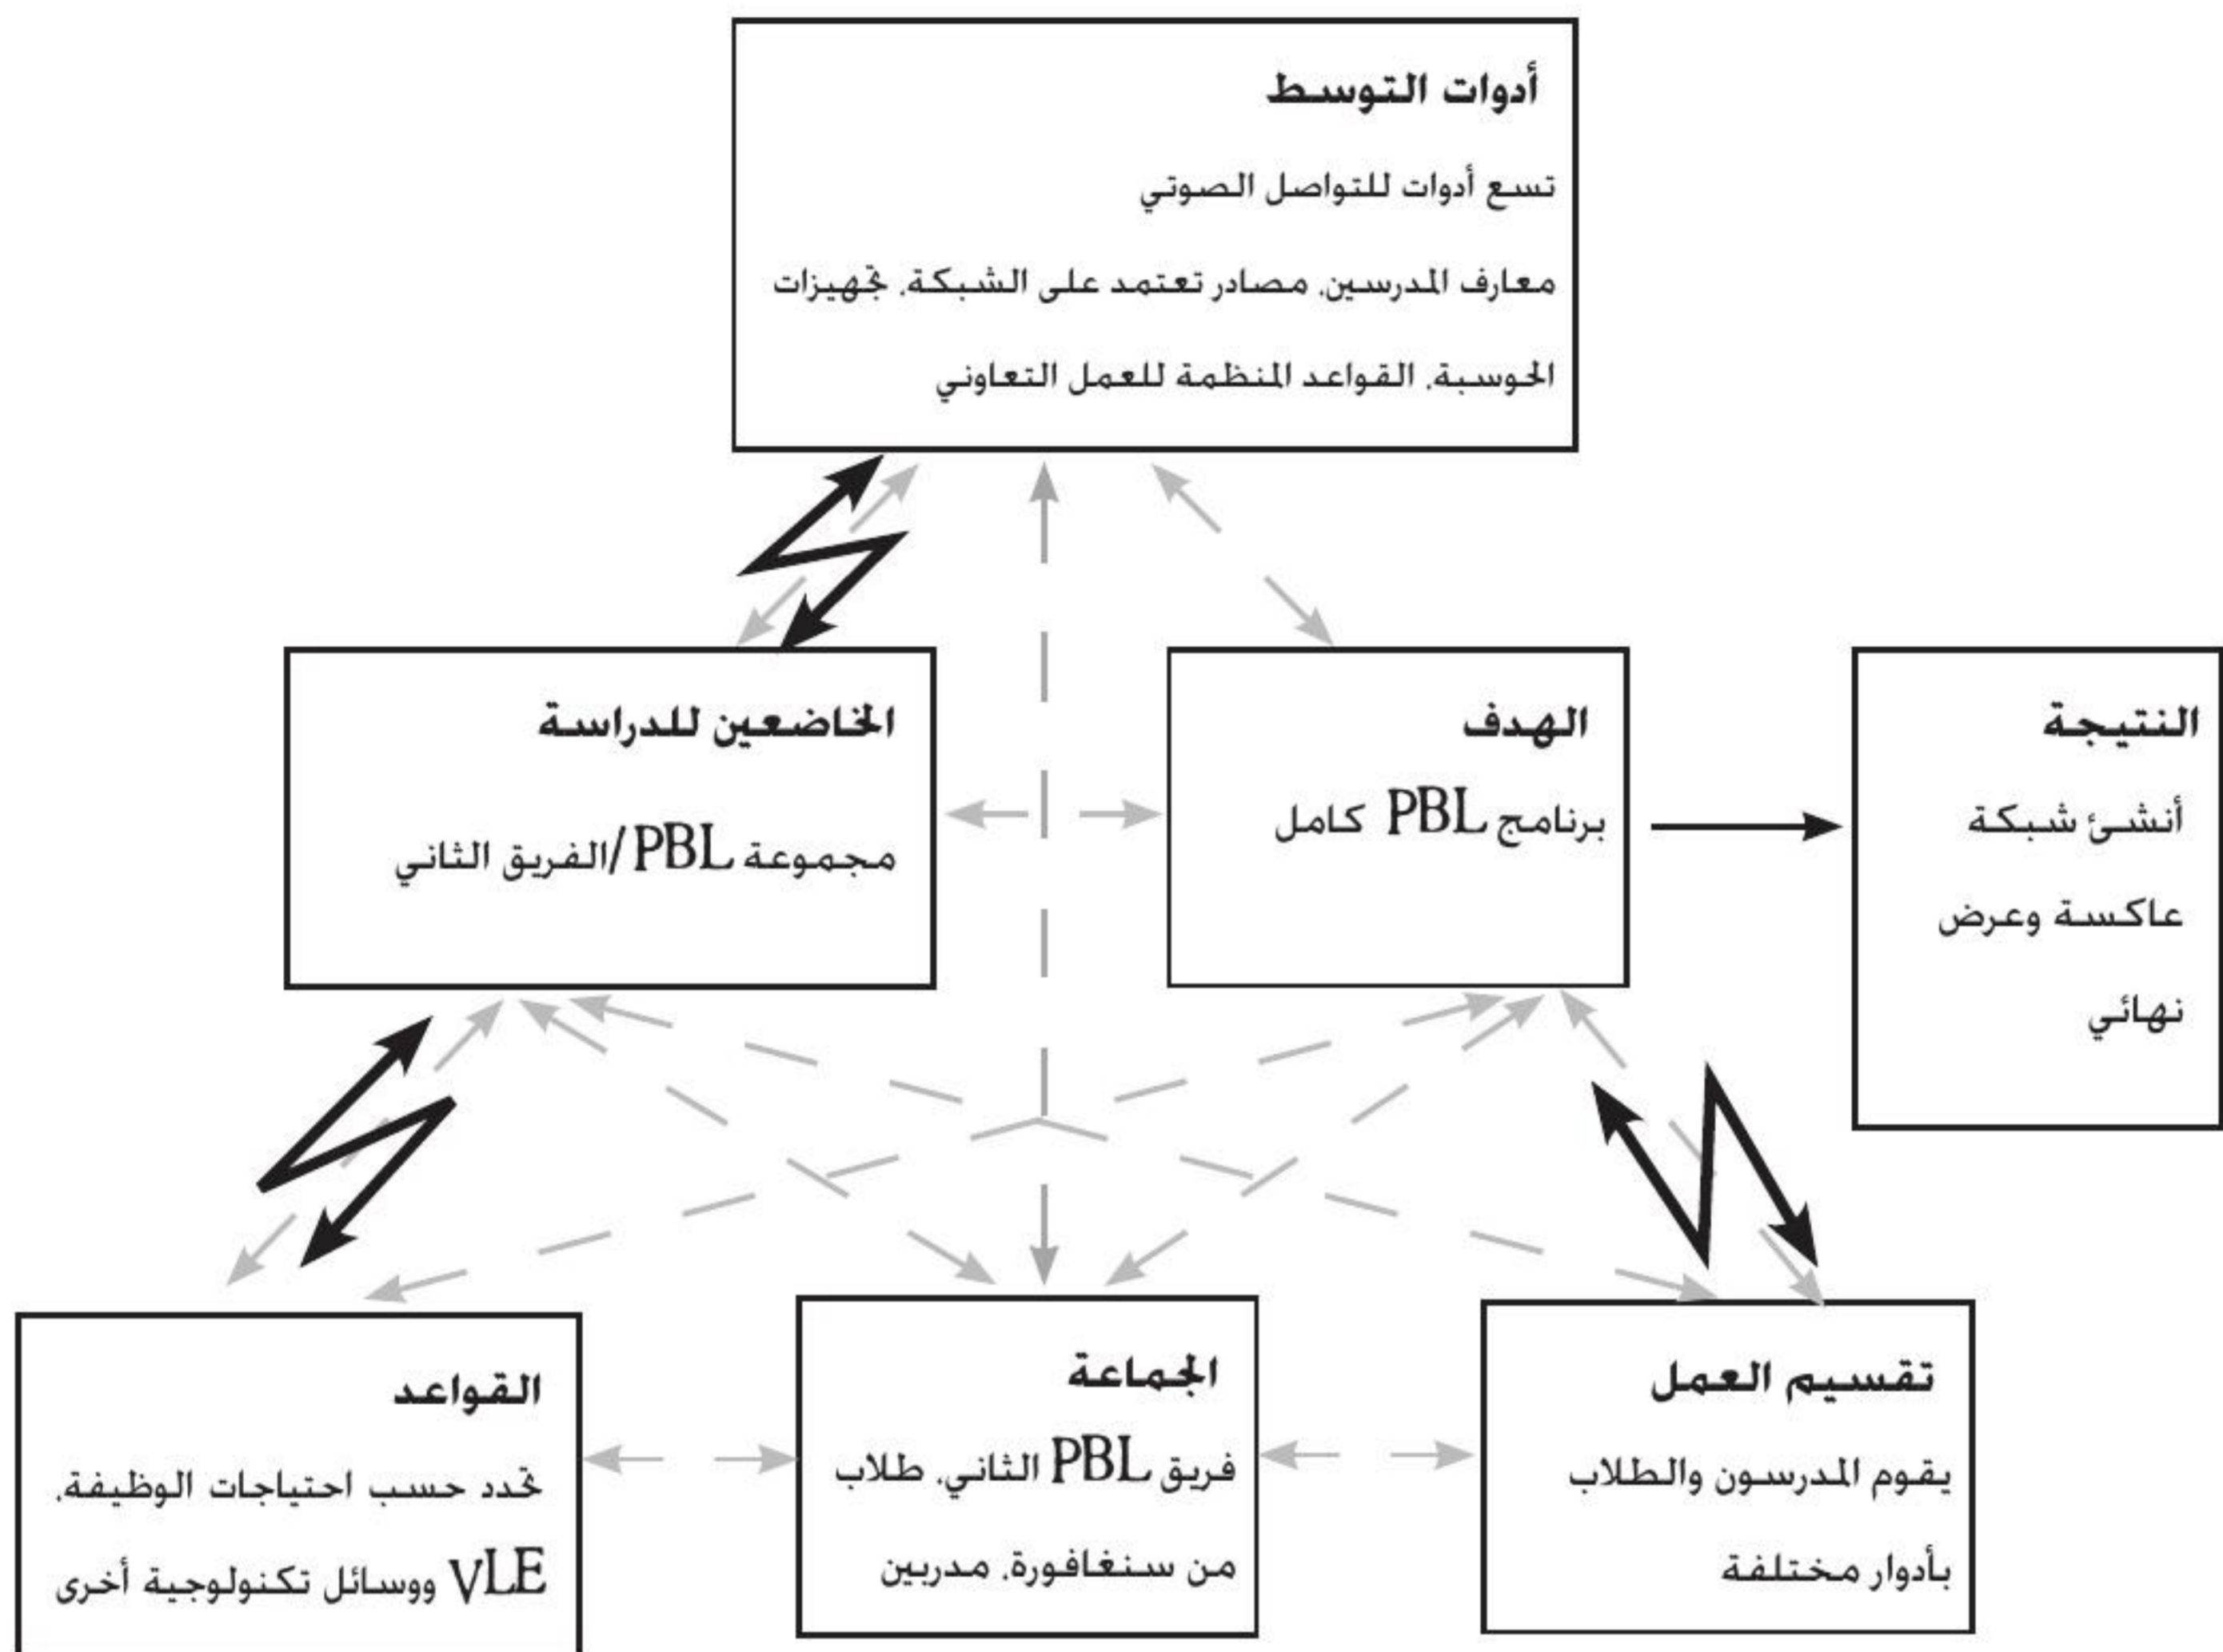 أدوات التوسط
تسع أدوات للتواصل الصوتي
معارف المدرسين، مصادر تعتمد على الشبكة، تجهيزات
الحوسبة، القواعد المنظمة للعمل التعاوني
الخاضعين للدراسة
مجموعة PBL/الفريق الثاني
الهدف
برنامج PBL كامل
النتيجة
أنشئ شبكة
عاكسة وعرض
نهائي
القواعد
تحدد حسب احتياجات الوظيفة،
VLE ووسائل تكنولوجية أخرى
الجماعة
فريق PBL الثاني، طلاب
من سنغافورة، مدربين
تقسيم العمل
يقوم المدرسون والطلاب
بأدوار مختلفة